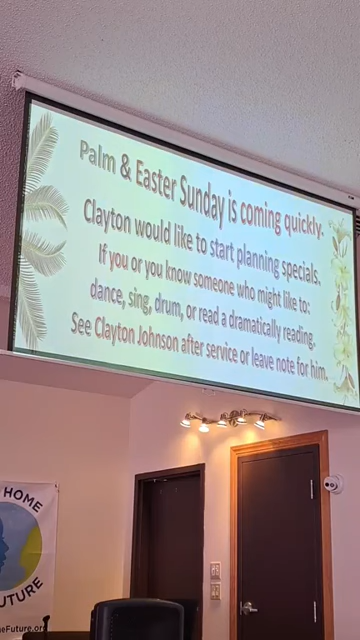 Palm & Easter Sunday is coming quickly.
Clayton would like to start planning specials.
If you or you know someone who might like to:
dance, sing, drum, or read a dramatically reading.
See Clayton Johnson after service or leave note for him.
HOME
FUTURE
eFuture.org